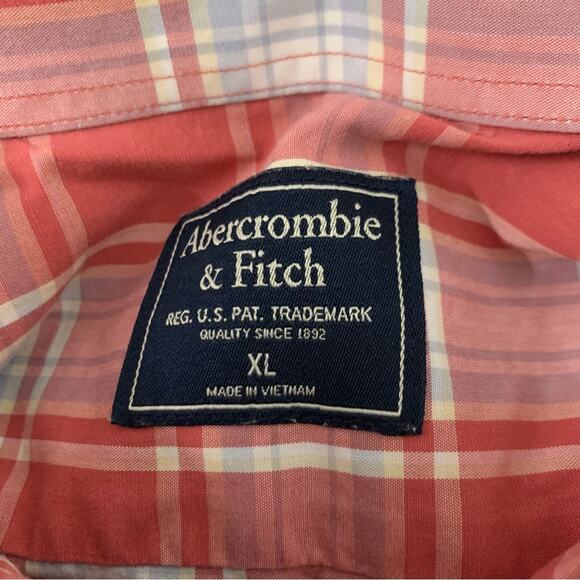 Abercrombie
& Fitch
REG. U.S. PAT. TRADEMARK
QUALITY SINCE 1892
XL
MADE IN VIETNAM